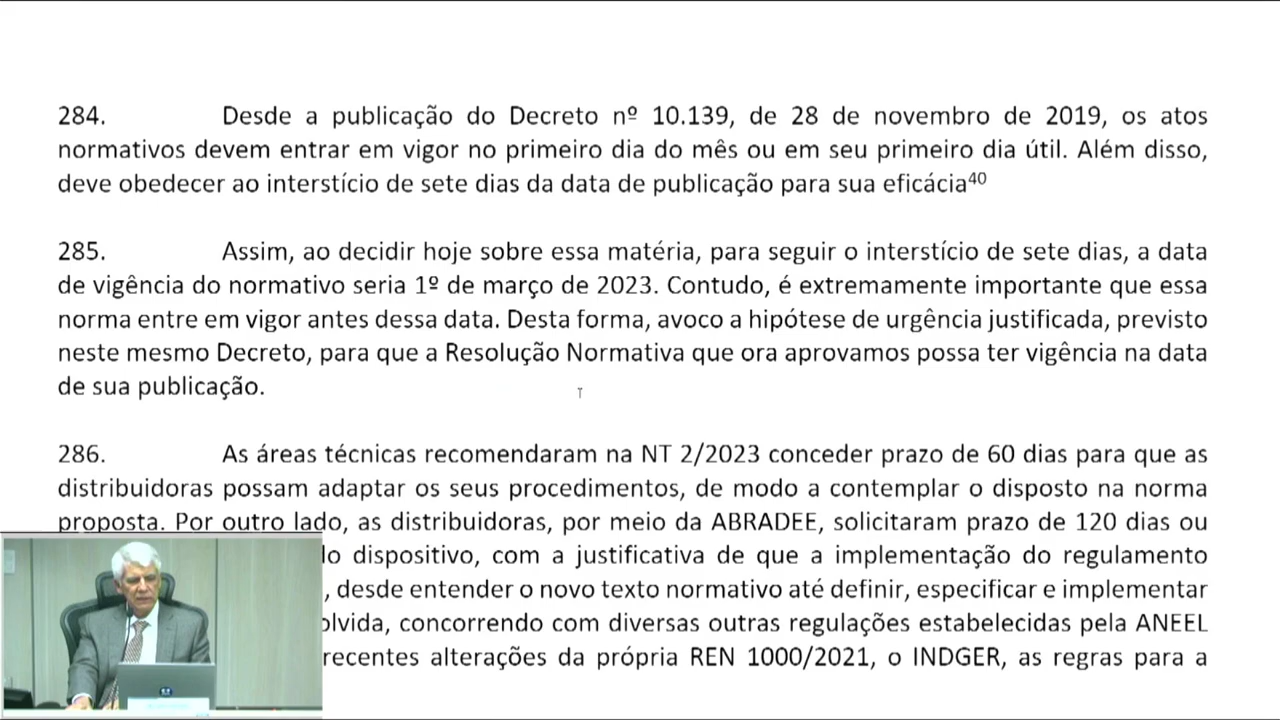 284. Desde a publicação do Decreto nº 10.139, de 28 de novembro de 2019, os atos
normativos devem entrar em vigor no primeiro dia do mês ou em seu primeiro dia útil. Além disso,
deve obedecer ao interstício de sete dias da data de publicação para sua eficácia⁴⁰
285. Assim, ao decidir hoje sobre essa matéria, para seguir o interstício de sete dias, a data
de vigência do normativo seria 1º de março de 2023. Contudo, é extremamente importante que essa
norma entre em vigor antes dessa data. Desta forma, avoco a hipótese de urgência justificada, previsto
neste mesmo Decreto, para que a Resolução Normativa que ora aprovamos possa ter vigência na data
de sua publicação.
286. As áreas técnicas recomendaram na NT 2/2023 conceder prazo de 60 dias para que as
distribuidoras possam adaptar os seus procedimentos, de modo a contemplar o disposto na norma
proposta. Por outro lado, as distribuidoras, por meio da ABRADEE, solicitaram prazo de 120 dias ou
dispositivo, com a justificativa de que a implementação do regulamento
, desde entender o novo texto normativo até definir, especificar e implementar
olvida, concorrendo com diversas outras regulações estabelecidas pela ANEEL
recentes alterações da própria REN 1000/2021, o INDGER, as regras para a